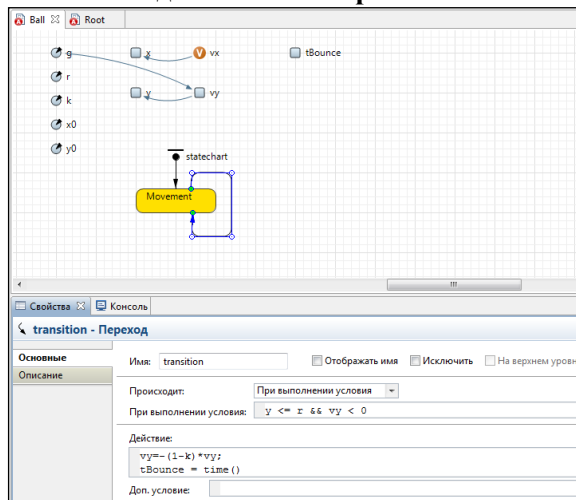 Ball Root
g x vx tBounce
r
k y vy
x0
y0
statechart
Movement
Свойства Консоль
transition - Переход
Основные Имя: transition Отображать имя Исключить На верхнем уровн
Описание
Происходит: При выполнении условия
При выполнении условия: y <= r && vy < 0
Действие:
vy=-(1-k)*vy;
tBounce = time()
Доп. условие: